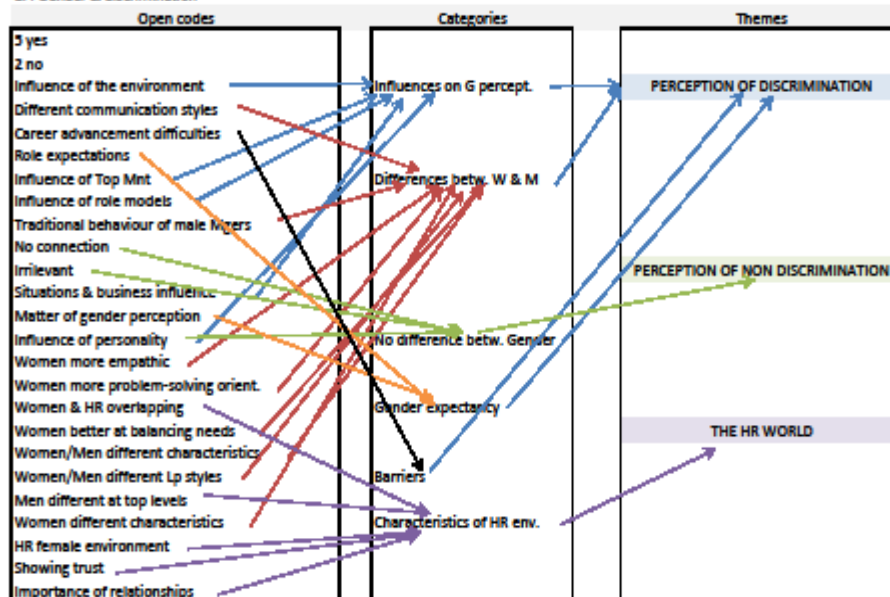 Open codes
Categories
Themes
5 yes
2 no
Influence of the environment
Different communication styles
Career advancement difficulties
Role expectations
Influence of Top Mnt
Influence of role models
Traditional behaviour of male Mgers
No connection
Irrilevant
Situations & business influence
Matter of gender perception
Influence of personality
Women more empathic
Women more problem-solving orient.
Women & HR overlapping
Women better at balancing needs
Women/Men different characteristics
Women/Men different Lp styles
Men different at top levels
Women different characteristics
HR female environment
Showing trust
Importance of relationships
Influences on G percept.
Differences betw. W & M
No difference betw. Gender
Gender expectanty
Barriers
Characteristics of HR env.
PERCEPTION OF DISCRIMINATION
PERCEPTION OF NON DISCRIMINATION
THE HR WORLD